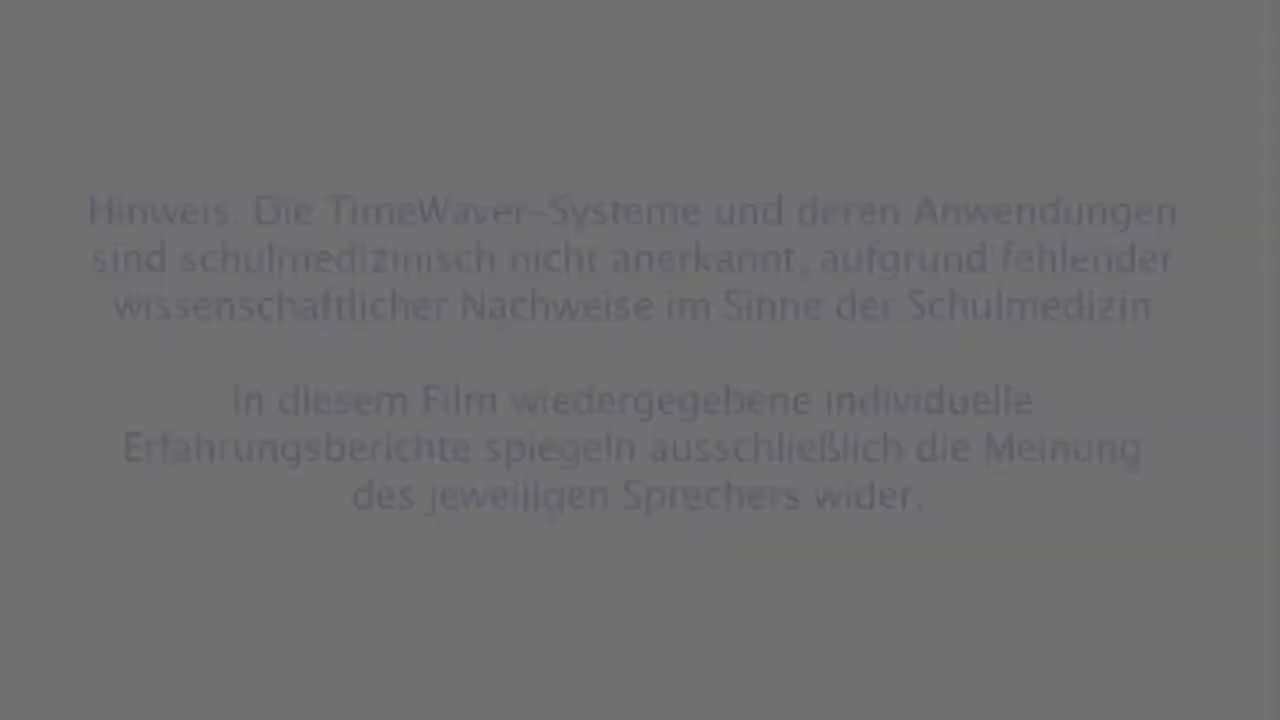 Hinweis: Die TimeWaver-Systeme und deren Anwendungen
sind schulmedizinisch nicht anerkannt, aufgrund fehlender
wissenschaftlicher Nachweise im Sinne der Schulmedizin
In diesem Film wiedergegebene individuelle
Erfahrungsberichte spiegeln ausschließlich die Meinung
des jeweiligen Sprechers wider.